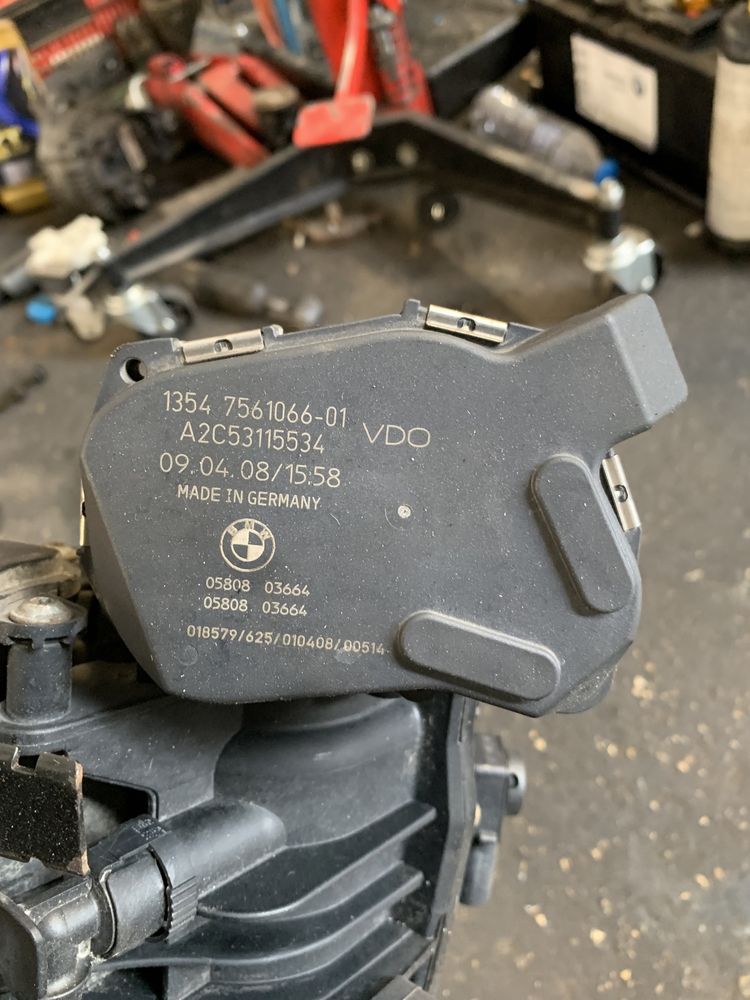 1354 7561066-01
A2C53115534
VDO
09.04.08/15:58
MADE IN GERMANY
BMW
05808 03664
05808 03664
018579/625/010408/00514